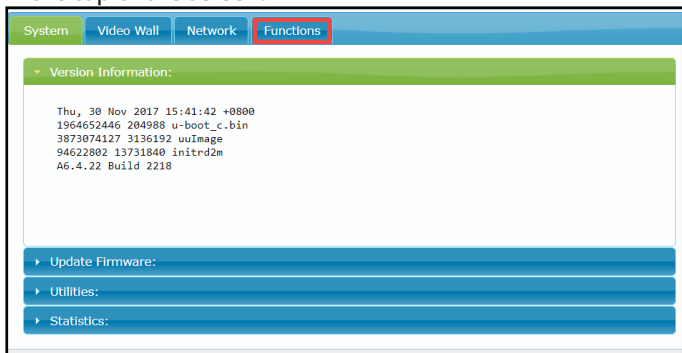 System Video Wall Network Functions
Version Information:
Thu, 30 Nov 2017 15:41:42 +0800
1964652446 204988 u-boot_c.bin
3873074127 3136192 uuImage
94622802 13731840 initrd2m
A6.4.22 Build 2218
Update Firmware:
Utilities:
Statistics: